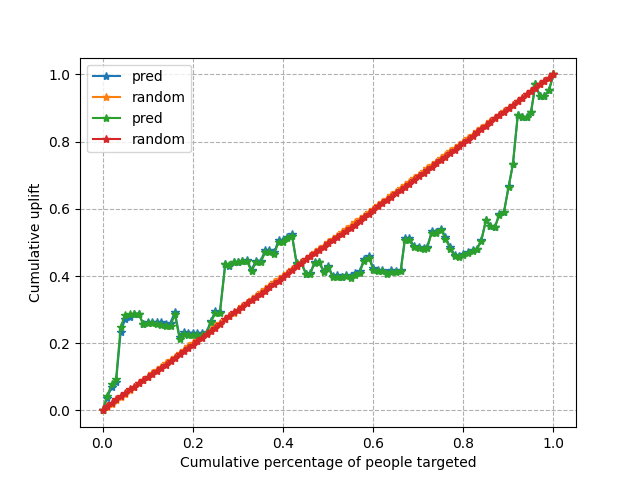 pred
random
pred
random
1.0
0.8
0.6
0.4
0.2
0.0
Cumulative uplift
0.0 0.2 0.4 0.6 0.8 1.0
Cumulative percentage of people targeted